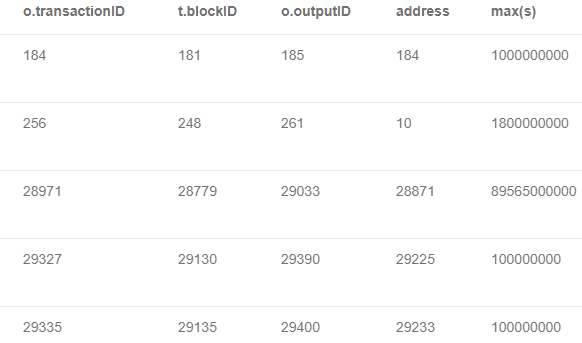 o.transactionID t.blockID o.outputID address max(s)
184 181 185 184 1000000000
256 248 261 10 1800000000
28971 28779 29033 28871 89565000000
29327 29130 29390 29225 100000000
29335 29135 29400 29233 100000000